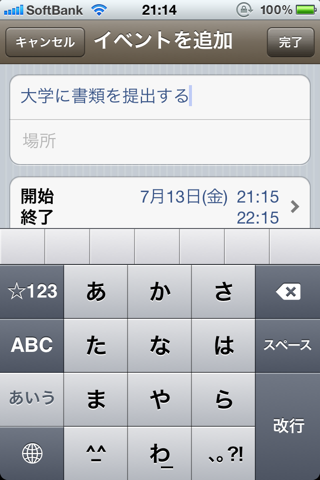 SoftBank 21:14 100%
キャンセル イベントを追加 完了
大学に書類を提出する
場所
開始 7月13日(金) 21:15
終了 22:15
☆123 あ か さ
ABC た な は スペース
あいう ま や ら 改行
^_^ わ_ 、。?!